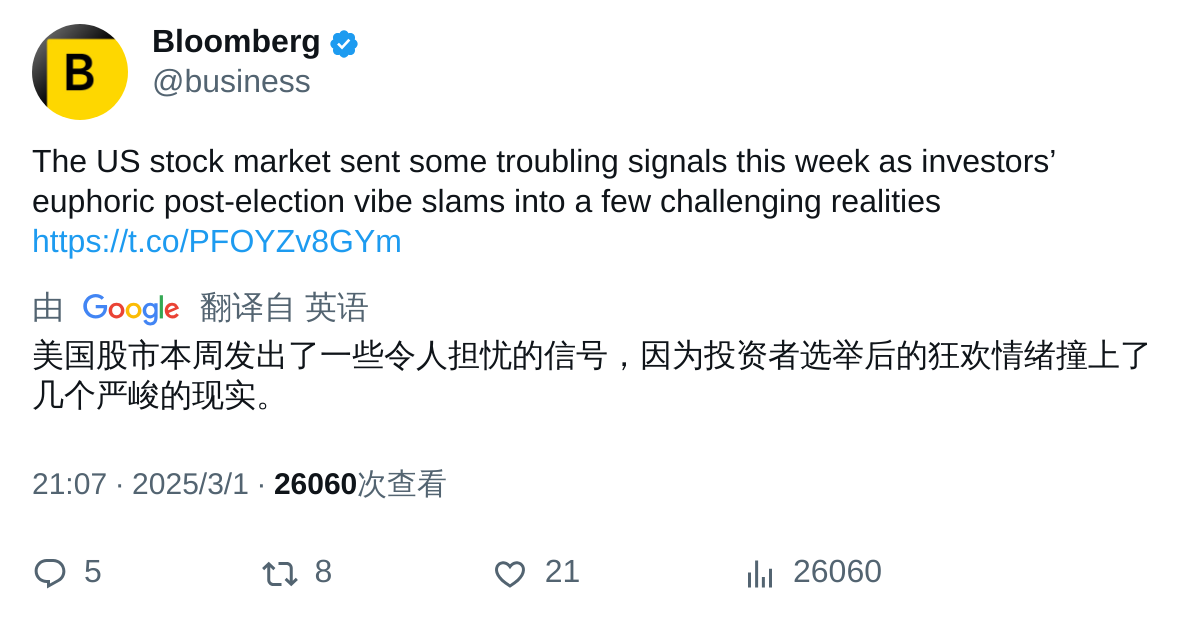 B
Bloomberg
@business
The US stock market sent some troubling signals this week as investors’
euphoric post-election vibe slams into a few challenging realities
https://t.co/PFOYZv8GYm
由 Google 翻译自 英语
美国股市本周发出了一些令人担忧的信号，因为投资者选举后的狂欢情绪撞上了
几个严峻的现实。
21:07 · 2025/3/1 · 26060次查看
5 8 21 26060